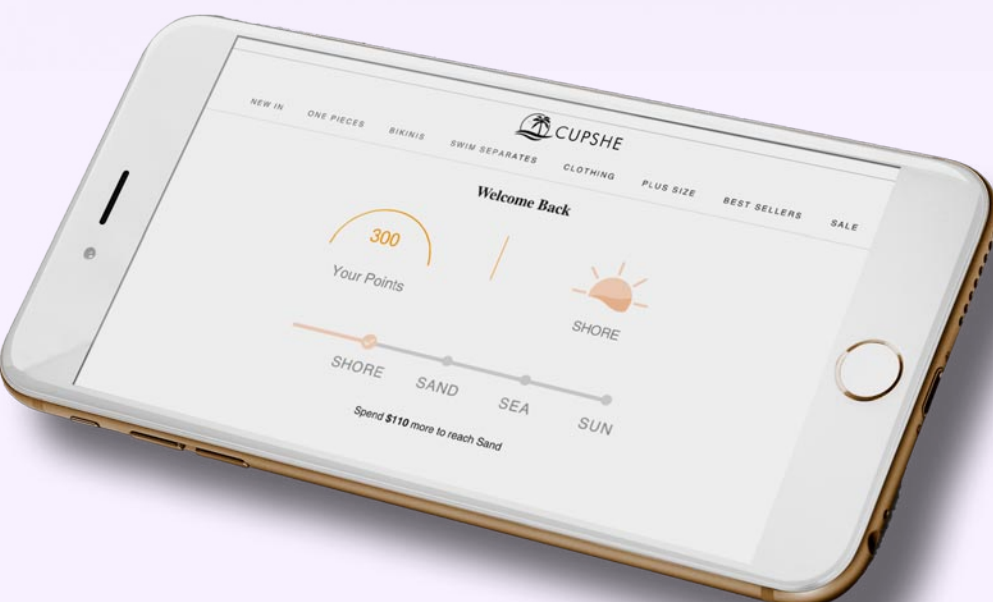 CUPSHE
NEW IN ONE PIECES BIKINIS SWIM SEPARATES CLOTHING PLUS SIZE BEST SELLERS SALE
Welcome Back
300
Your Points
SHORE
SHORE SAND SEA SUN
Spend $110 more to reach Sand